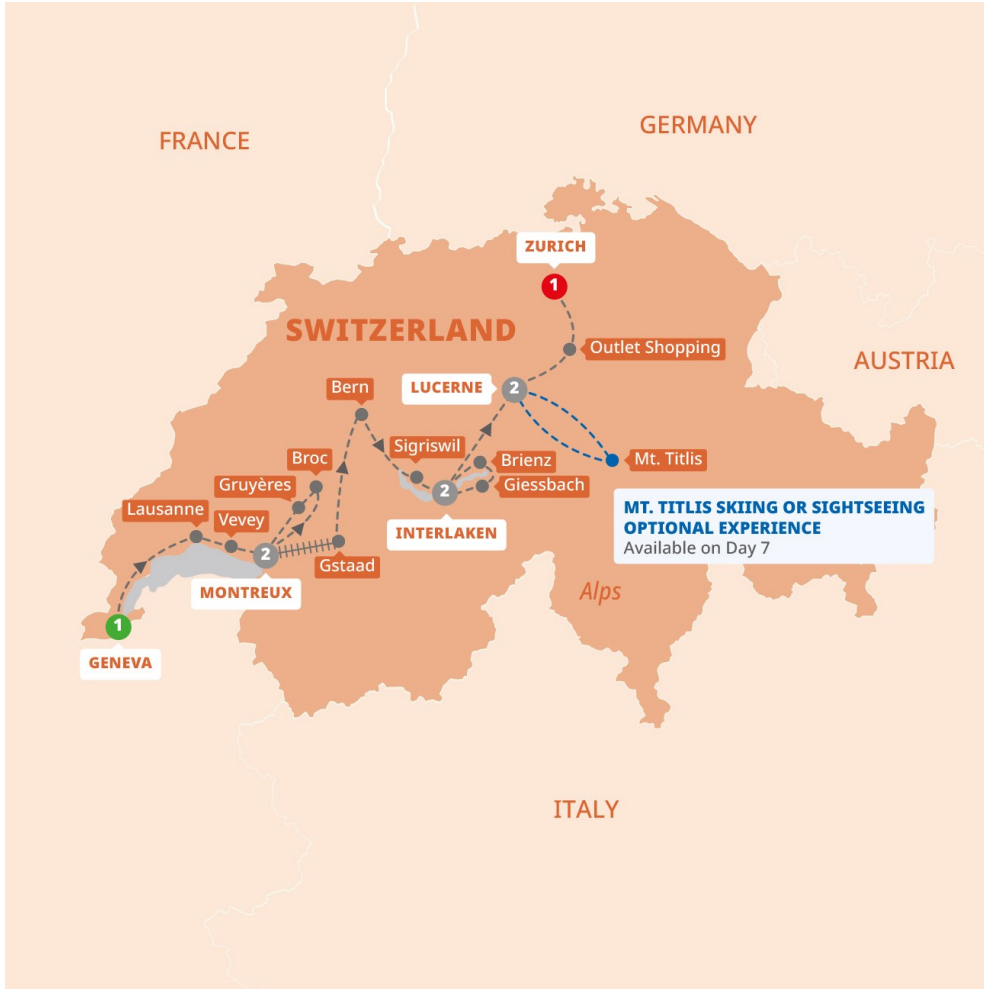 FRANCE
GERMANY
ZURICH
1
SWITZERLAND
Outlet Shopping
AUSTRIA
Bern
LUCERNE
2
Sigriswil
Brienz
Mt. Titlis
Broc
Gruyères
Giessbach
2
Lausanne
Vevey
INTERLAKEN
MT. TITLIS SKIING OR SIGHTSEEING
OPTIONAL EXPERIENCE
Available on Day 7
2
Gstaad
MONTREUX
Alps
1
GENEVA
ITALY